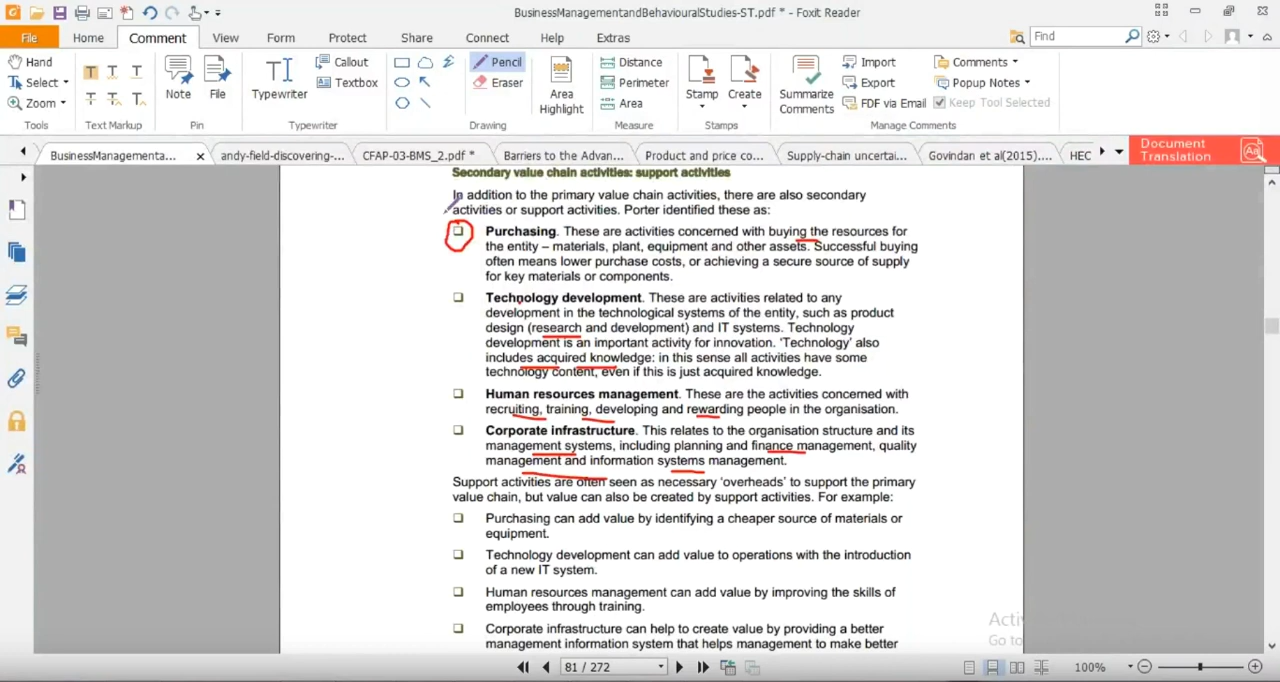 BusinessManagementandBehaviouralStudies-ST.pdf * - Foxit Reader
File Home Comment View Form Protect Share Connect Help Extras Find
Hand Select Zoom Tools
T T T T T T Text Markup
Note File Pin
Typewriter Callout Textbox Typewriter
Pencil Eraser Drawing
Area Highlight Distance Perimeter Area Measure
Stamp Create Stamps
Summarize Comments Import Export FDF via Email Comments Popup Notes Keep Tool Selected Manage Comments
BusinessManagementa... andy-field-discovering-... CFAP-03-BMS_2.pdf * Barriers to the Advan... Product and price co... Supply-chain uncertai... Govindan et al(2015).... HEC Document Translation
Secondary value chain activities: support activities
In addition to the primary value chain activities, there are also secondary
activities or support activities. Porter identified these as:
Purchasing. These are activities concerned with buying the resources for
the entity – materials, plant, equipment and other assets. Successful buying
often means lower purchase costs, or achieving a secure source of supply
for key materials or components.
Technology development. These are activities related to any
development in the technological systems of the entity, such as product
design (research and development) and IT systems. Technology
development is an important activity for innovation. ‘Technology’ also
includes acquired knowledge: in this sense all activities have some
technology content, even if this is just acquired knowledge.
Human resources management. These are the activities concerned with
recruiting, training, developing and rewarding people in the organisation.
Corporate infrastructure. This relates to the organisation structure and its
management systems, including planning and finance management, quality
management and information systems management.
Support activities are often seen as necessary ‘overheads’ to support the primary
value chain, but value can also be created by support activities. For example:
Purchasing can add value by identifying a cheaper source of materials or
equipment.
Technology development can add value to operations with the introduction
of a new IT system.
Human resources management can add value by improving the skills of
employees through training.
Corporate infrastructure can help to create value by providing a better
management information system that helps management to make better
Acti
Go to
81 / 272 100%